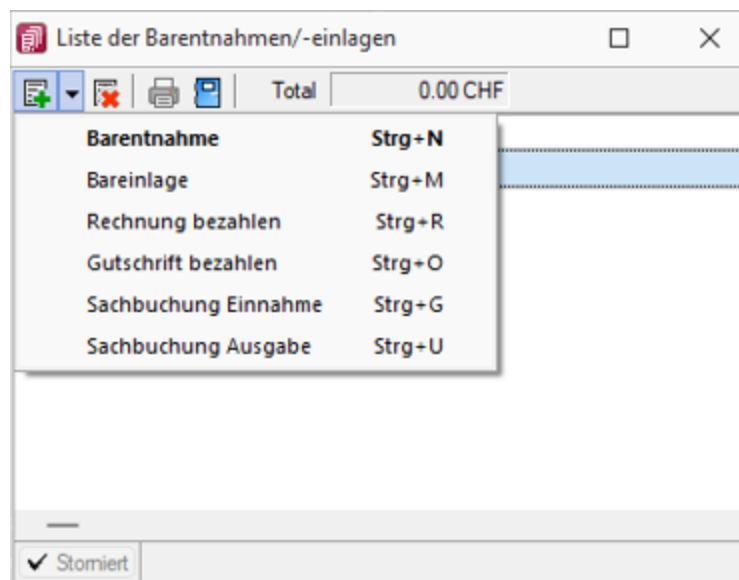 Liste der Barentnahmen/-einlagen
Total 0.00 CHF
Barentnahme Strg+N
Bareinlage Strg+M
Rechnung bezahlen Strg+R
Gutschrift bezahlen Strg+O
Sachbuchung Einnahme Strg+G
Sachbuchung Ausgabe Strg+U
Storniert